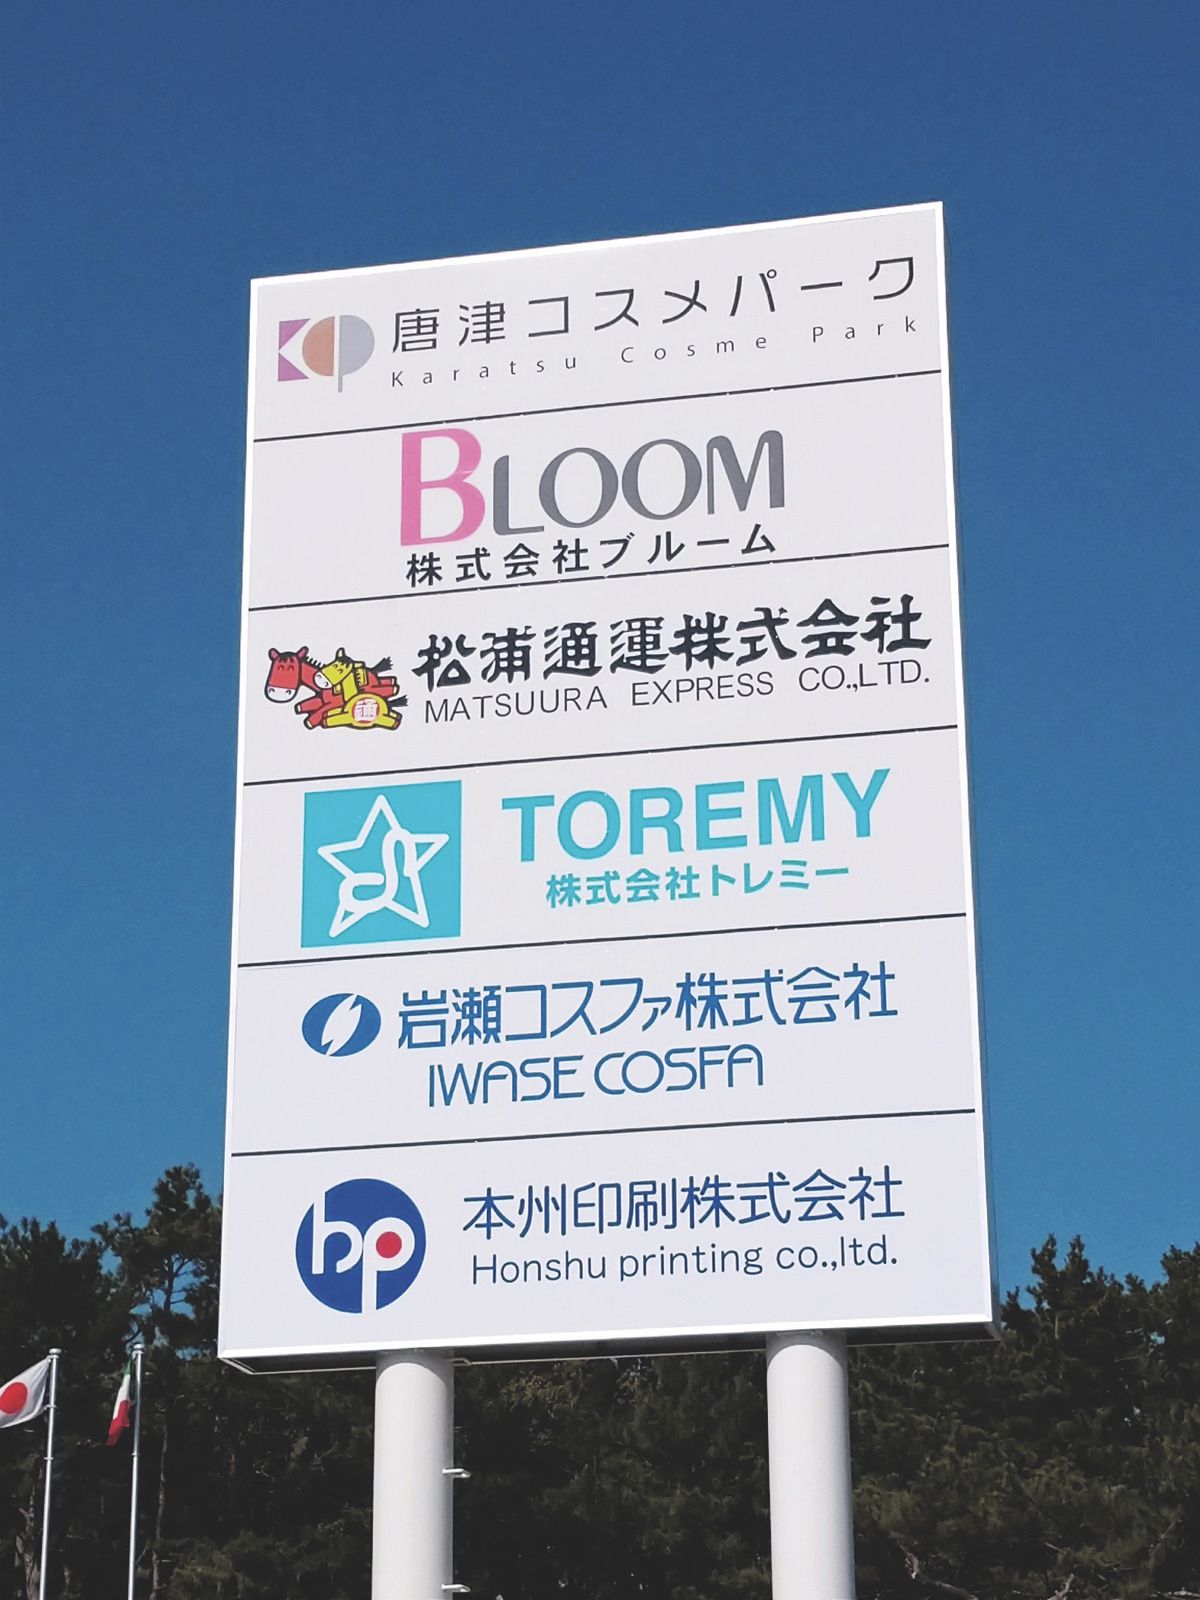 唐津コスメパーク
Karatsu Cosme Park
BLOOM
株式会社ブルーム
松浦通運株式会社
MATSUURA EXPRESS CO.,LTD.
通
TOREMY
株式会社トレミー
岩瀬コスファ株式会社
IWASE COSFA
hp
本州印刷株式会社
Honshu printing co.,ltd.